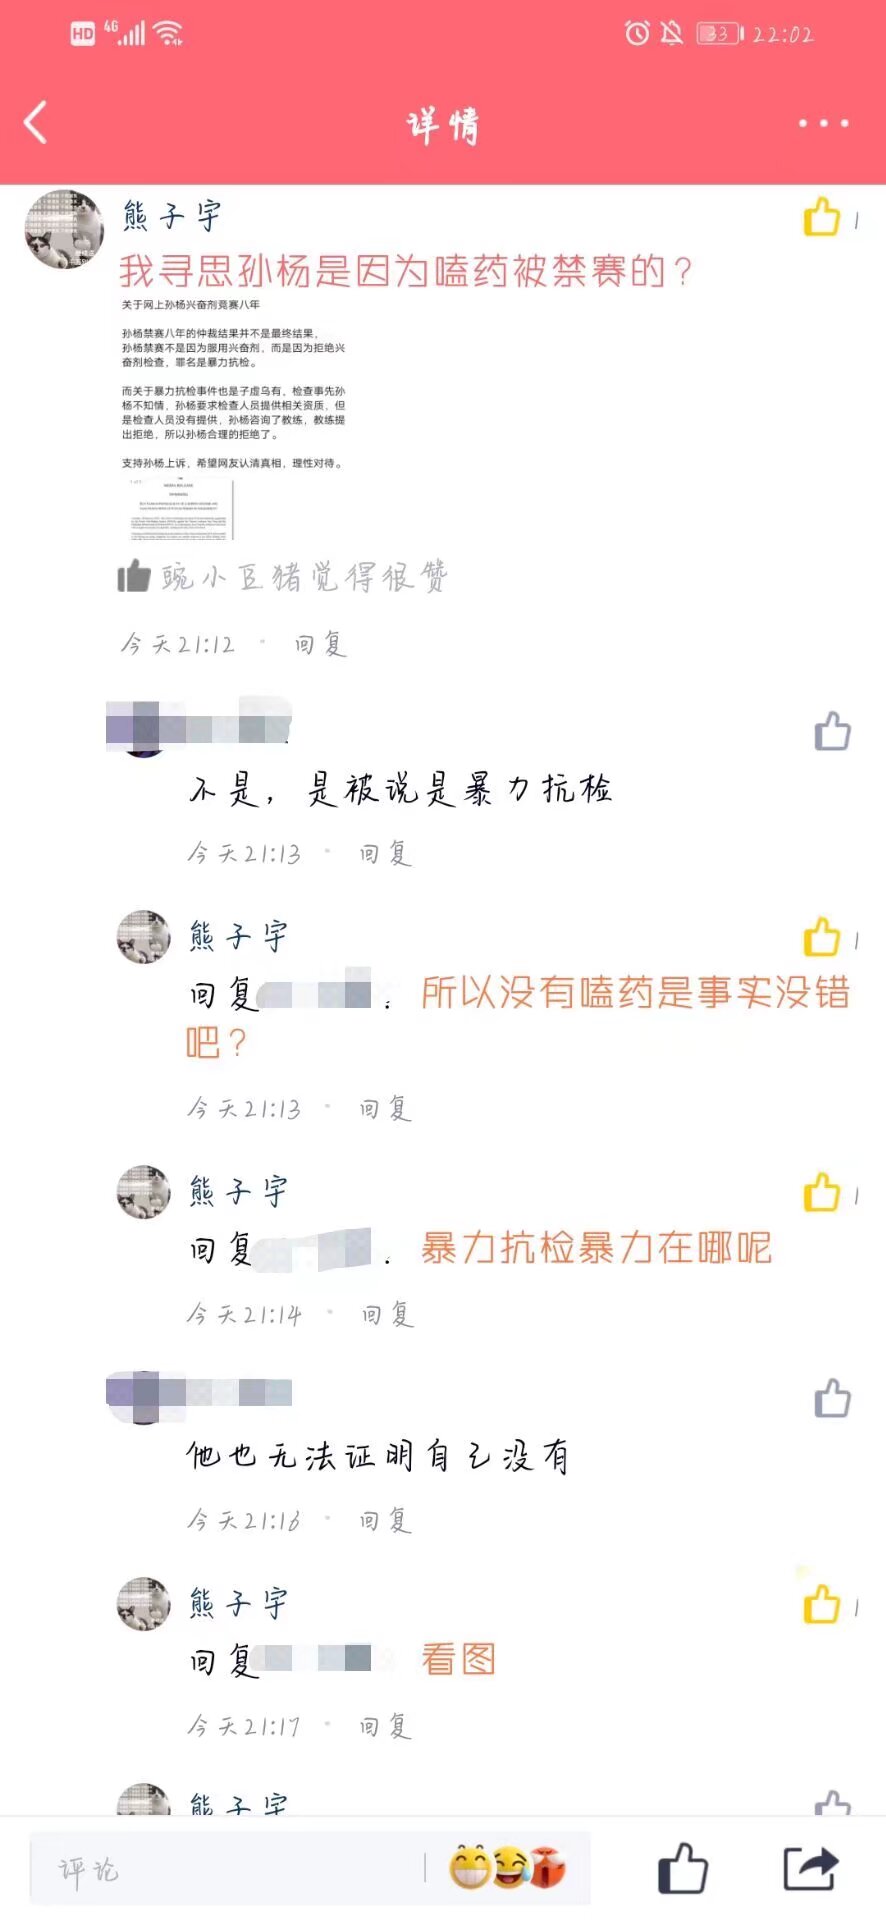 HD 4G 33 22:02
详情
熊子宇
1
我寻思孙杨是因为嗑药被禁赛的？
关于网上孙杨兴奋剂竞赛八年
孙杨禁赛八年的仲裁结果并不是最终结果，
孙杨禁赛不是因为服用兴奋剂，而是因为拒绝兴
奋剂检查，罪名是暴力抗检。
而关于暴力抗检事件也是子虚乌有，检查事先孙
杨不知情，孙杨要求检查人员提供相关资质，但
是检查人员没有提供，孙杨咨询了教练，教练提
出拒绝，所以孙杨合理的拒绝了。
支持孙杨上诉，希望网友认清真相，理性对待。
MEDIA RELEASE
豌小豆猪觉得很赞
今天21:12 · 回复
不是，是被说是暴力抗检
今天21:13 · 回复
熊子宇
1
回复 ： 所以没有嗑药是事实没错
吧？
今天21:13 · 回复
熊子宇
1
回复 ： 暴力抗检暴力在哪呢
今天21:14 · 回复
他也无法证明自己没有
今天21:16 · 回复
熊子宇
1
回复 看图
今天21:17 · 回复
熊子宇
评论